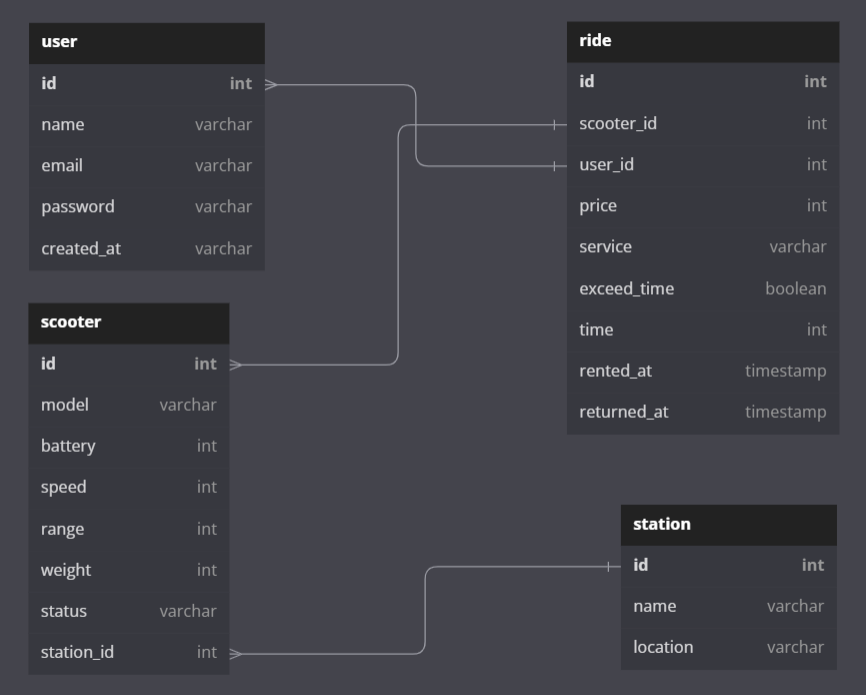 user
id int
name varchar
email varchar
password varchar
created_at varchar
ride
id int
scooter_id int
user_id int
price int
service varchar
exceed_time boolean
time int
rented_at timestamp
returned_at timestamp
scooter
id int
model varchar
battery int
speed int
range int
weight int
status varchar
station_id int
station
id int
name varchar
location varchar